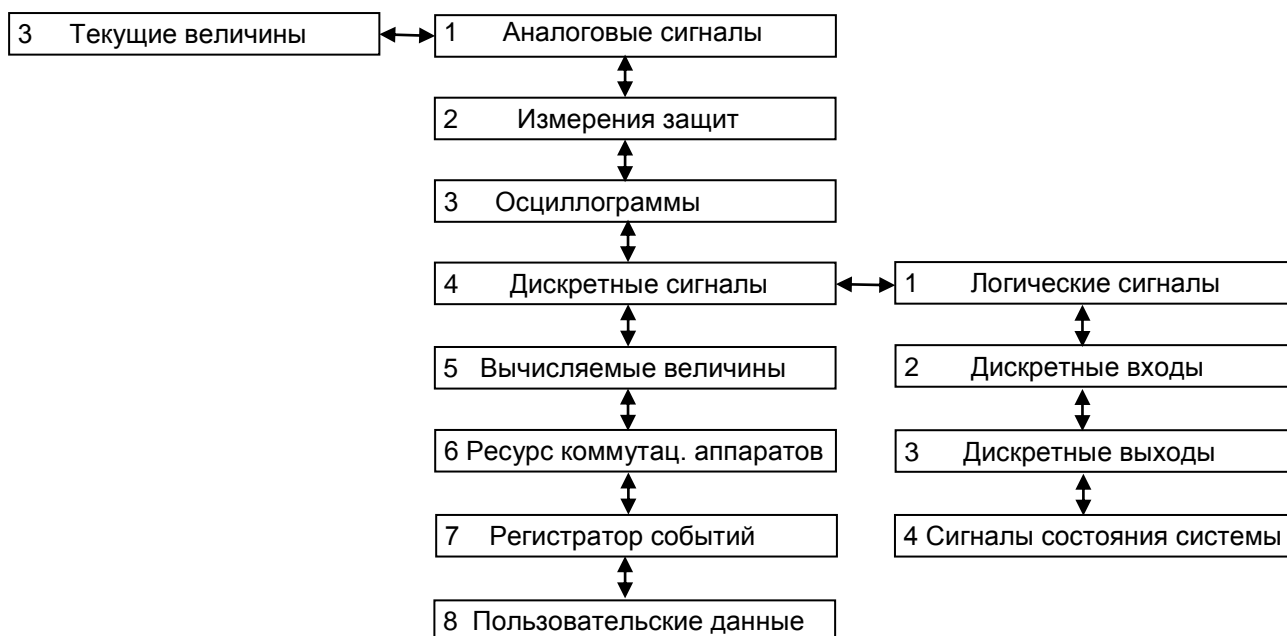 3 Текущие величины
1 Аналоговые сигналы
2 Измерения защит
3 Осциллограммы
4 Дискретные сигналы
1 Логические сигналы
5 Вычисляемые величины
2 Дискретные входы
6 Ресурс коммутац. аппаратов
3 Дискретные выходы
7 Регистратор событий
4 Сигналы состояния системы
8 Пользовательские данные